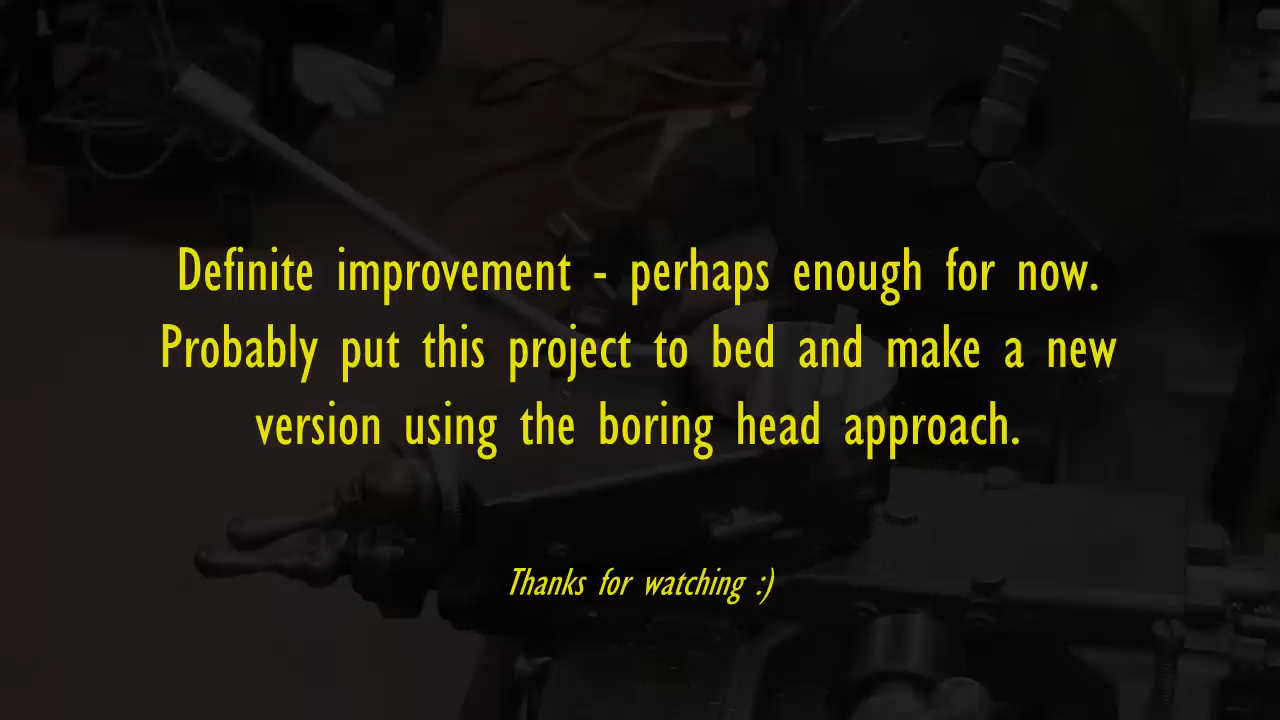 Definite improvement - perhaps enough for now.
Probably put this project to bed and make a new
version using the boring head approach.
Thanks for watching :)